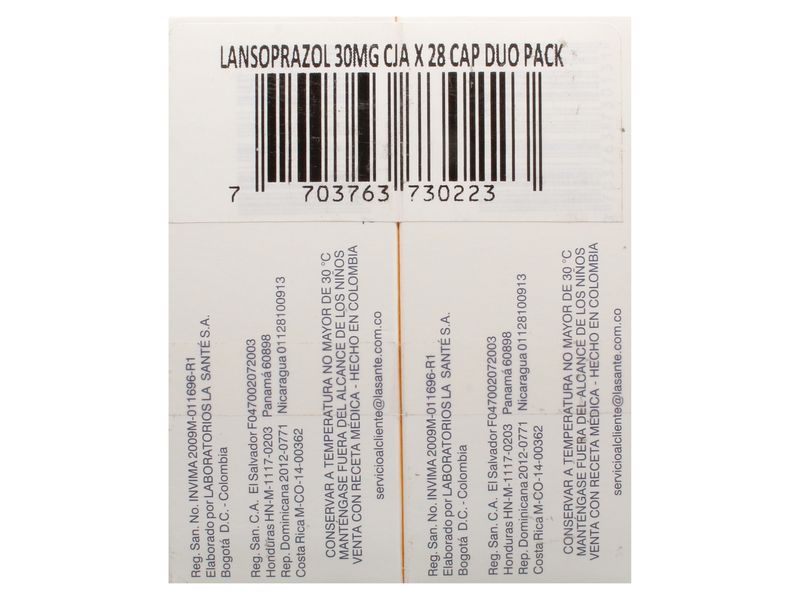 LANSOPRAZOL 30MG CJA X 28 CAP DUO PACK
7 703763 730223
Reg. San. No. INVIMA 2009M-011696-R1
Elaborado por LABORATORIOS LA SANTÉ S.A.
Bogotá D.C. - Colombia
Reg. San. C.A. El Salvador F047002072003
Honduras HN-M-1117-0203 Panamá 60898
Rep. Dominicana 2012-0771 Nicaragua 01128100913
Costa Rica M-CO-14-00362
CONSERVAR A TEMPERATURA NO MAYOR DE 30 °C
MANTÉNGASE FUERA DEL ALCANCE DE LOS NIÑOS
VENTA CON RECETA MÉDICA - HECHO EN COLOMBIA
servicioalcliente@lasante.com.co
Reg. San. No. INVIMA 2009M-011696-R1
Elaborado por LABORATORIOS LA SANTÉ S.A.
Bogotá D.C. - Colombia
Reg. San. C.A. El Salvador F047002072003
Honduras HN-M-1117-0203 Panamá 60898
Rep. Dominicana 2012-0771 Nicaragua 01128100913
Costa Rica M-CO-14-00362
CONSERVAR A TEMPERATURA NO MAYOR DE 30 °C
MANTÉNGASE FUERA DEL ALCANCE DE LOS NIÑOS
VENTA CON RECETA MÉDICA - HECHO EN COLOMBIA
servicioalcliente@lasante.com.co